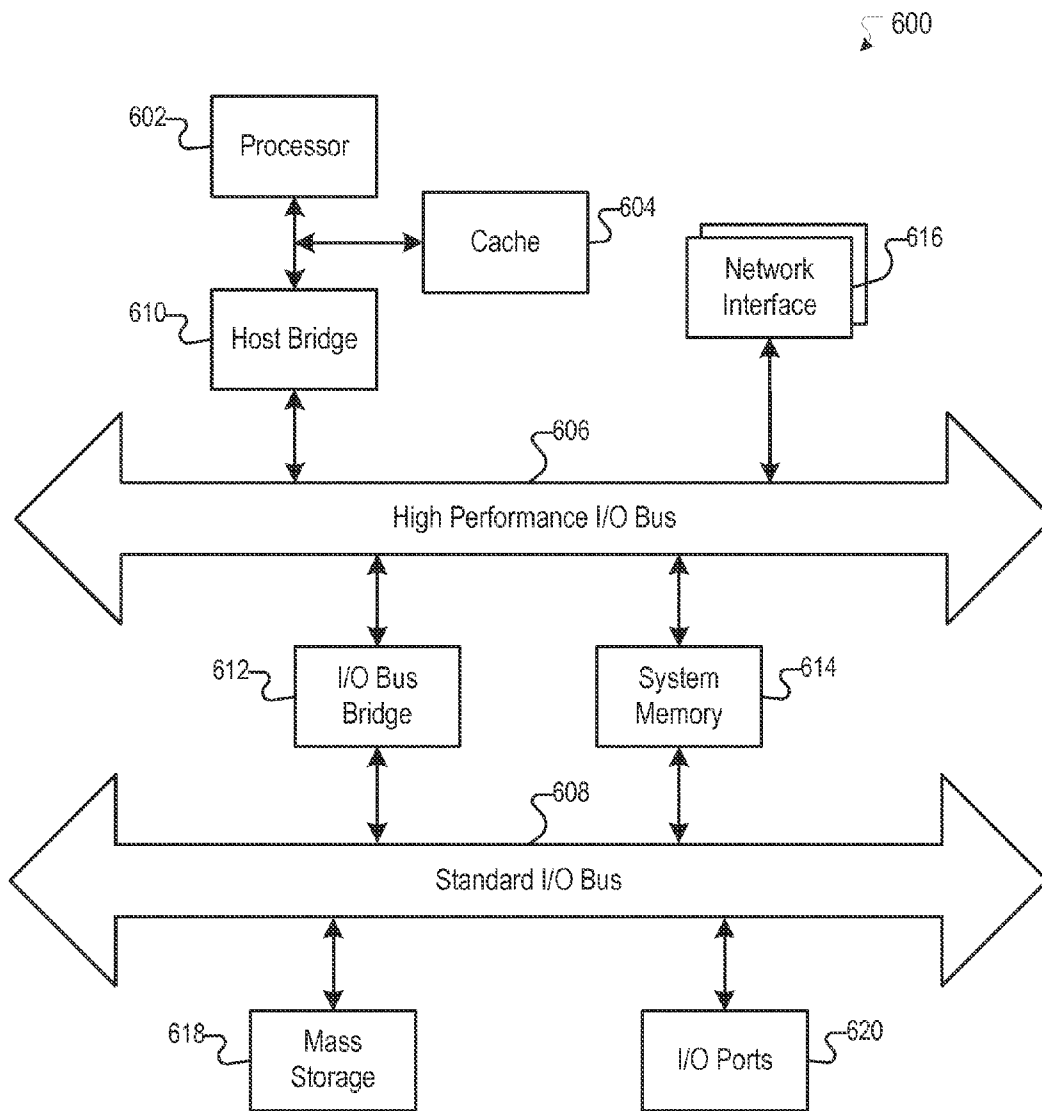 600
602
Processor
604
Cache
616
Network
Interface
610
Host Bridge
606
High Performance I/O Bus
612
I/O Bus
Bridge
System
Memory
614
608
Standard I/O Bus
618
Mass
Storage
I/O Ports
620